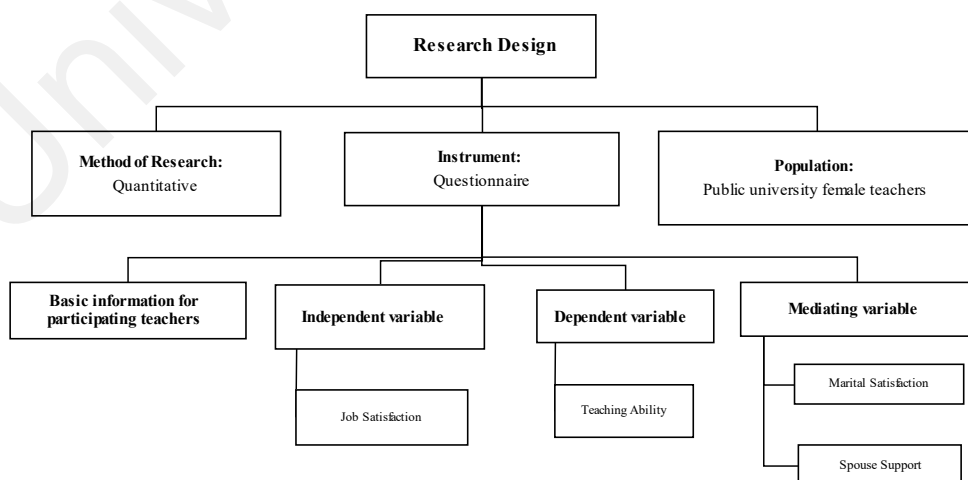 Research Design
Method of Research:
Quantitative
Instrument:
Questionnaire
Population:
Public university female teachers
Basic information for
participating teachers
Independent variable
Dependent variable
Mediating variable
Job Satisfaction
Teaching Ability
Marital Satisfaction
Spouse Support
Univ